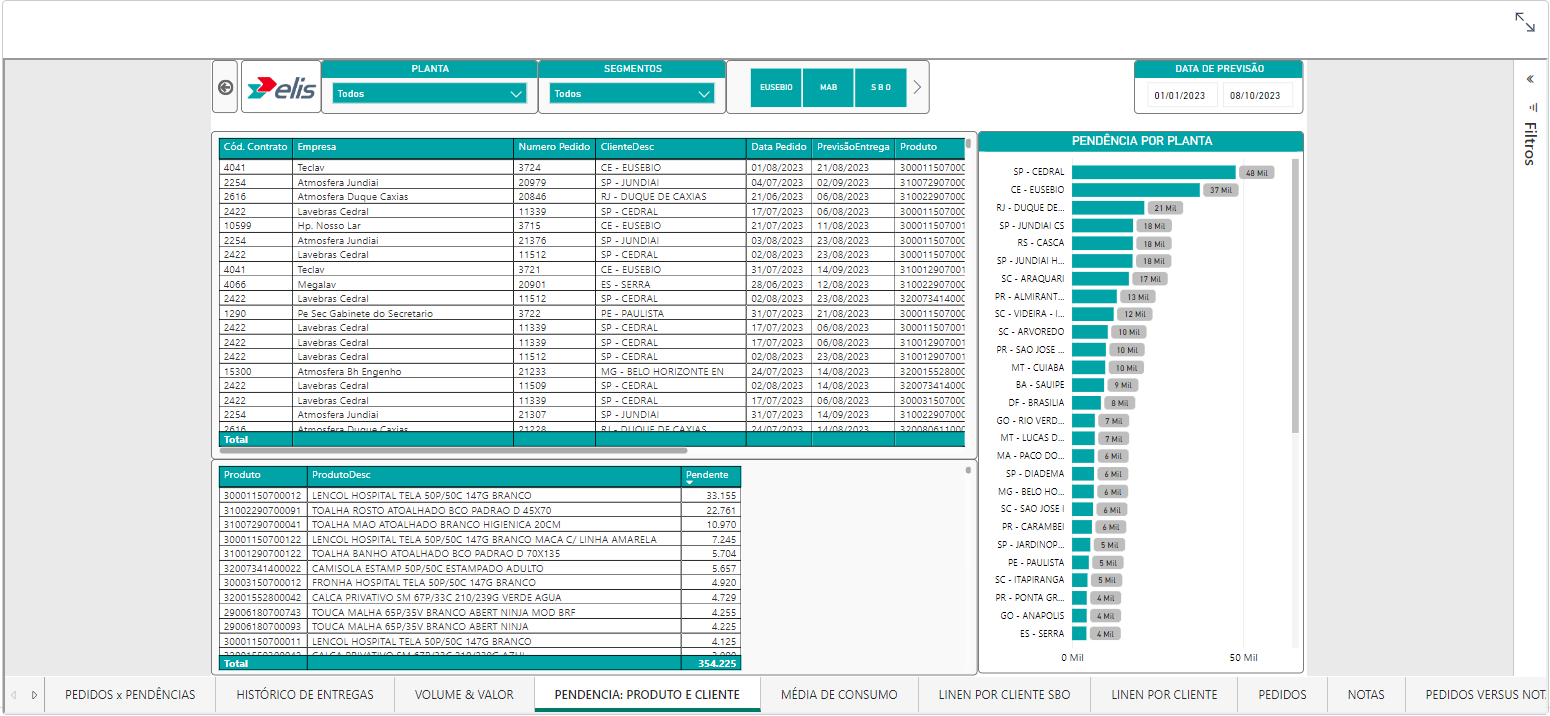 elis
PLANTA
Todos
SEGMENTOS
Todos
EUSEBIO
MAB
S B O
DATA DE PREVISÃO
01/01/2023 08/10/2023
Filtros
Cód. Contrato Empresa Numero Pedido ClienteDesc Data Pedido PrevisãoEntrega Produto
4041 Teclav 3724 CE - EUSEBIO 01/08/2023 21/08/2023 300011507000
2254 Atmosfera Jundiai 20979 SP - JUNDIAI 04/07/2023 02/09/2023 310072907000
2616 Atmosfera Duque Caxias 20846 RJ - DUQUE DE CAXIAS 21/06/2023 06/08/2023 310022907000
2422 Lavebras Cedral 11339 SP - CEDRAL 17/07/2023 06/08/2023 300011507000
10599 Hp. Nosso Lar 3715 CE - EUSEBIO 21/07/2023 11/08/2023 300011507001
2254 Atmosfera Jundiai 21376 SP - JUNDIAI 03/08/2023 23/08/2023 300011507000
2422 Lavebras Cedral 11512 SP - CEDRAL 02/08/2023 23/08/2023 300011507000
4041 Teclav 3721 CE - EUSEBIO 31/07/2023 14/09/2023 310012907001
4066 Megalav 20901 ES - SERRA 28/06/2023 12/08/2023 310022907000
2422 Lavebras Cedral 11512 SP - CEDRAL 02/08/2023 23/08/2023 320073414000
1290 Pe Sec Gabinete do Secretario 3722 PE - PAULISTA 31/07/2023 21/08/2023 300011507000
2422 Lavebras Cedral 11339 SP - CEDRAL 17/07/2023 06/08/2023 300011507001
2422 Lavebras Cedral 11339 SP - CEDRAL 17/07/2023 06/08/2023 310012907000
2422 Lavebras Cedral 11512 SP - CEDRAL 02/08/2023 23/08/2023 310012907000
15300 Atmosfera Bh Engenho 21233 MG - BELO HORIZONTE EN 24/07/2023 14/08/2023 320015528000
2422 Lavebras Cedral 11509 SP - CEDRAL 02/08/2023 14/08/2023 320073414000
2422 Lavebras Cedral 11339 SP - CEDRAL 17/07/2023 06/08/2023 300031507000
2254 Atmosfera Jundiai 21307 SP - JUNDIAI 31/07/2023 14/09/2023 310022907000
2616 Atmosfera Duque Caxias 21228 RJ - DUQUE DE CAXIAS 24/07/2023 14/08/2023 320080611000
Total
Produto ProdutoDesc Pendente
30001150700012 LENCOL HOSPITAL TELA 50P/50C 147G BRANCO 33.155
31002290700091 TOALHA ROSTO ATOALHADO BCO PADRAO D 45X70 22.761
31007290700041 TOALHA MAO ATOALHADO BRANCO HIGIENICA 20CM 10.970
30001150700122 LENCOL HOSPITAL TELA 50P/50C 147G BRANCO MACA C/ LINHA AMARELA 7.245
31001290700122 TOALHA BANHO ATOALHADO BCO PADRAO D 70X135 5.704
32007341400022 CAMISOLA ESTAMP 50P/50C ESTAMPADO ADULTO 5.657
30003150700012 FRONHA HOSPITAL TELA 50P/50C 147G BRANCO 4.920
32001552800042 CALCA PRIVATIVO SM 67P/33C 210/239G VERDE AGUA 4.729
29006180700743 TOUCA MALHA 65P/35V BRANCO ABERT NINJA MOD BRF 4.255
29006180700093 TOUCA MALHA 65P/35V BRANCO ABERT NINJA 4.225
30001150700011 LENCOL HOSPITAL TELA 50P/50C 147G BRANCO 4.125
CALCA PRIVATIVO SM 67P/33C 210/239G AZUL
Total 354.225
PENDÊNCIA POR PLANTA
SP - CEDRAL 48 Mil
CE - EUSEBIO 37 Mil
RJ - DUQUE DE... 21 Mil
SP - JUNDIAI CS 18 Mil
RS - CASCA 18 Mil
SP - JUNDIAI H... 18 Mil
SC - ARAQUARI 17 Mil
PR - ALMIRANT... 13 Mil
SC - VIDEIRA - I... 12 Mil
SC - ARVOREDO 10 Mil
PR - SAO JOSE ... 10 Mil
MT - CUIABA 10 Mil
BA - SAUIPE 9 Mil
DF - BRASILIA 8 Mil
GO - RIO VERD... 7 Mil
MT - LUCAS D... 7 Mil
MA - PACO DO... 6 Mil
SP - DIADEMA 6 Mil
MG - BELO HO... 6 Mil
SC - SAO JOSE I 6 Mil
PR - CARAMBEI 6 Mil
SP - JARDINOP... 5 Mil
PE - PAULISTA 5 Mil
SC - ITAPIRANGA 5 Mil
PR - PONTA GR... 4 Mil
GO - ANAPOLIS 4 Mil
ES - SERRA 4 Mil
0 Mil 50 Mil
PEDIDOS x PENDÊNCIAS
HISTÓRICO DE ENTREGAS
VOLUME & VALOR
PENDENCIA: PRODUTO E CLIENTE
MÉDIA DE CONSUMO
LINEN POR CLIENTE SBO
LINEN POR CLIENTE
PEDIDOS
NOTAS
PEDIDOS VERSUS NOT